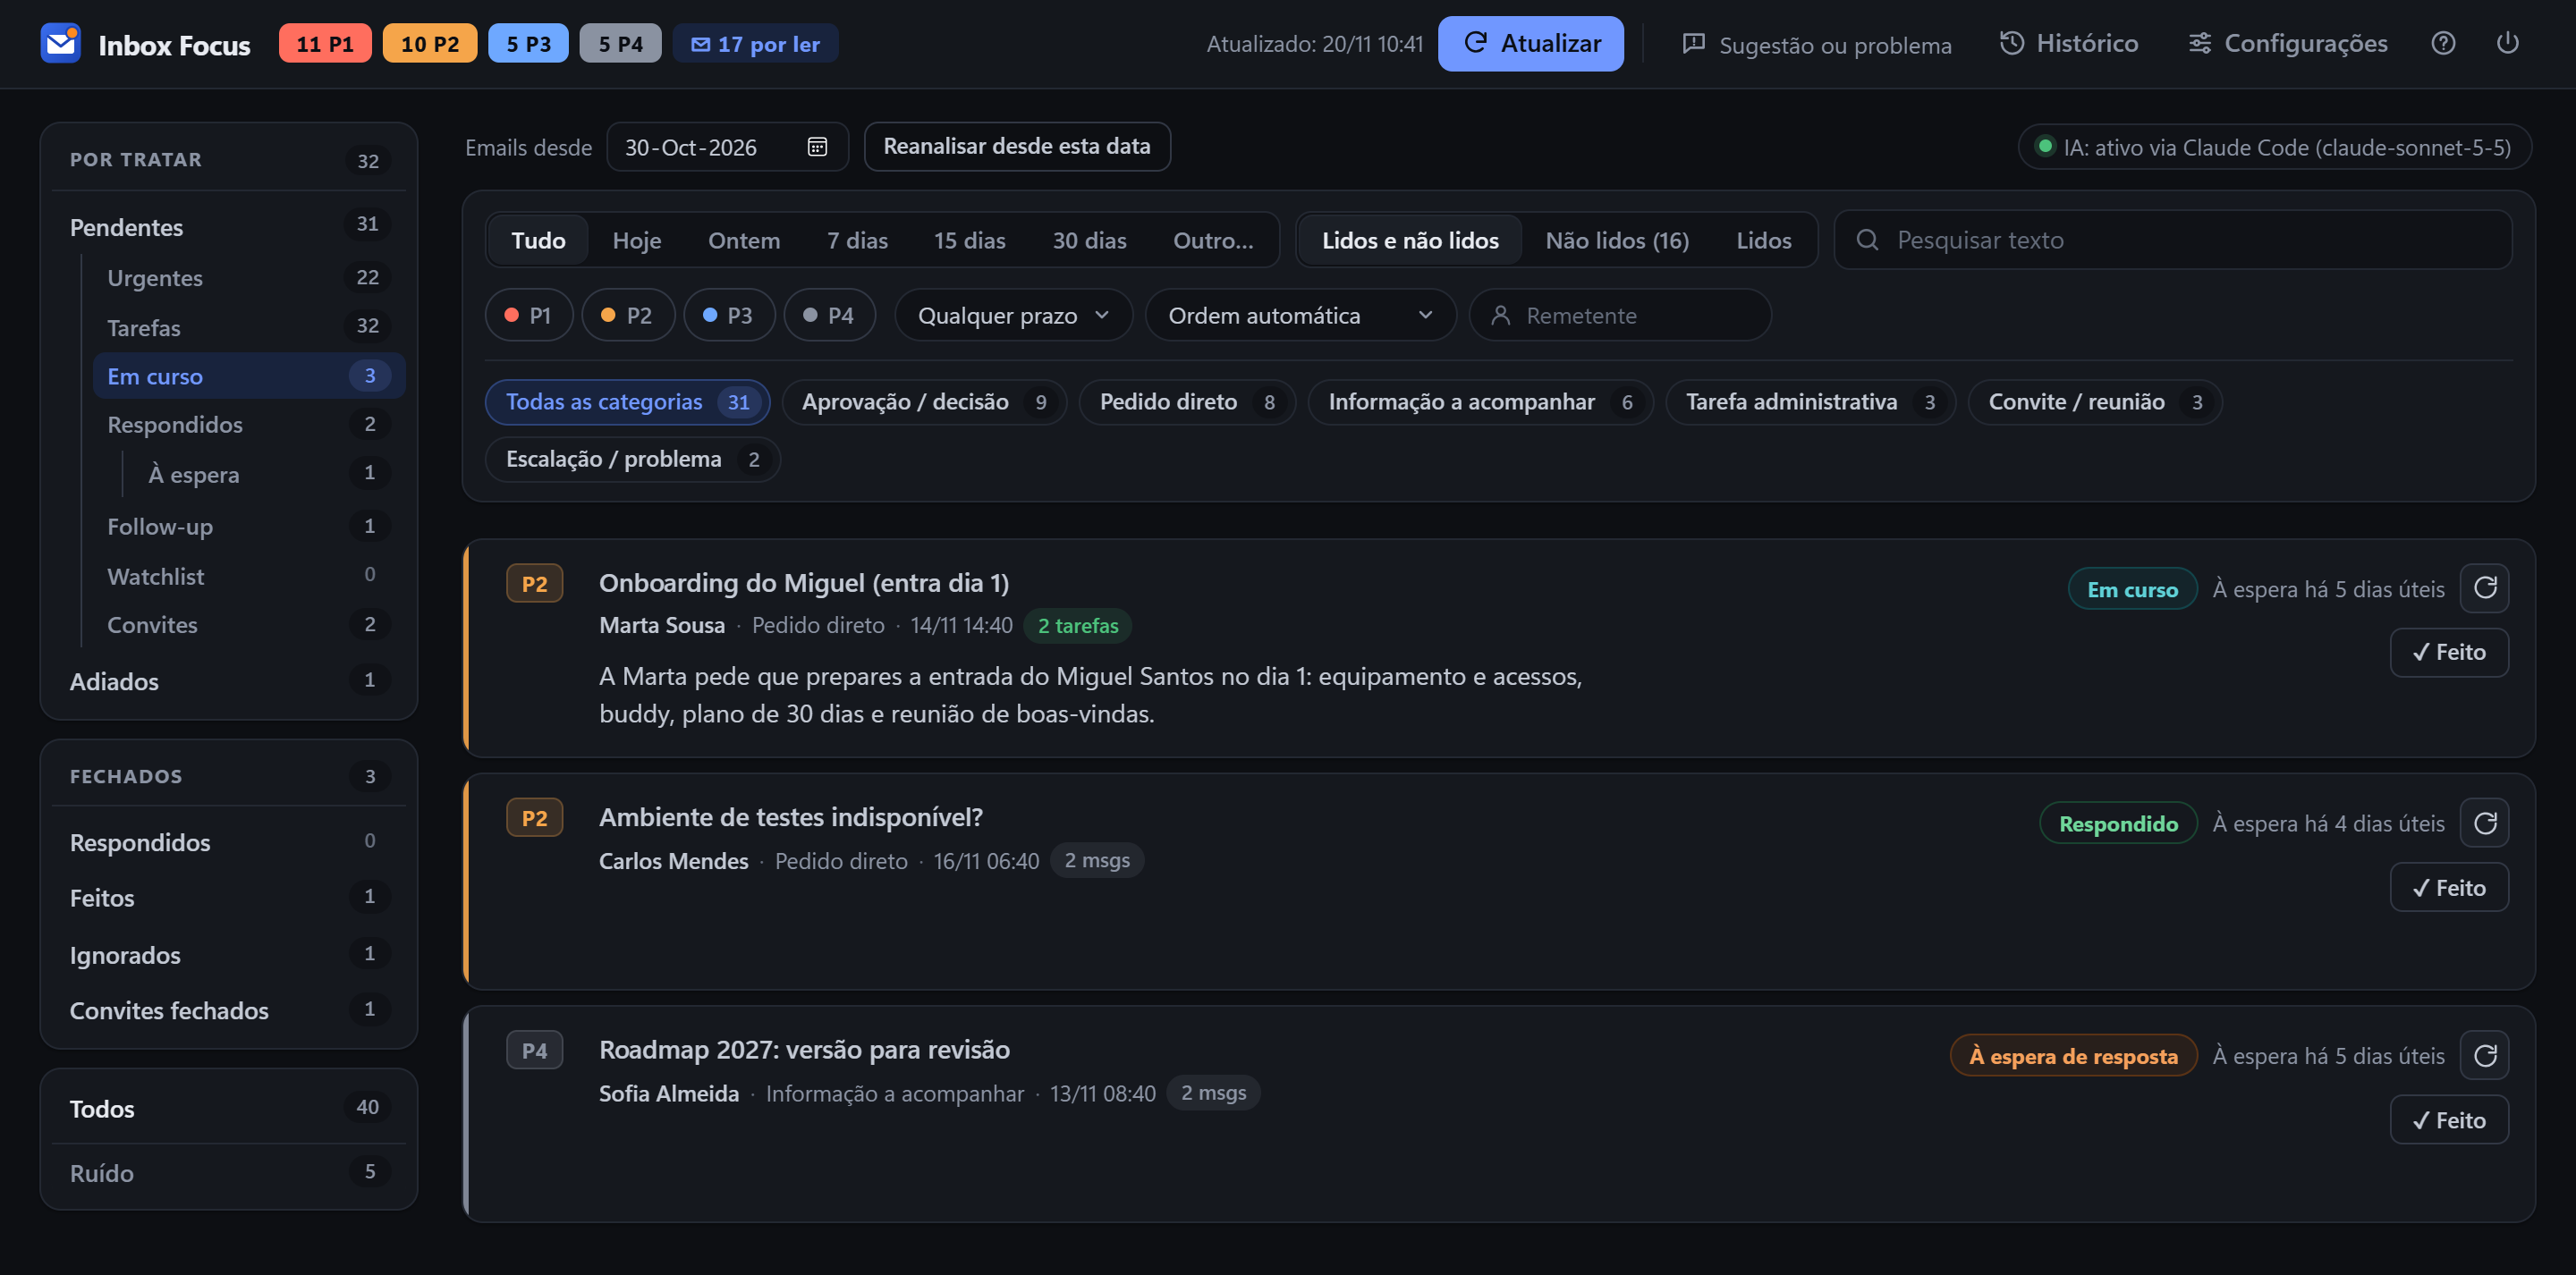 Inbox Focus
11 P1
10 P2
5 P3
5 P4
17 por ler
Atualizado: 20/11 10:41
Atualizar
Sugestão ou problema
Histórico
Configurações
POR TRATAR 32
Pendentes 31
Urgentes 22
Tarefas 32
Em curso 3
Respondidos 2
À espera 1
Follow-up 1
Watchlist 0
Convites 2
Adiados 1
FECHADOS 3
Respondidos 0
Feitos 1
Ignorados 1
Convites fechados 1
Todos 40
Ruído 5
Emails desde
30-Oct-2026
Reanalisar desde esta data
IA: ativo via Claude Code (claude-sonnet-5-5)
Tudo Hoje Ontem 7 dias 15 dias 30 dias Outro...
Lidos e não lidos Não lidos (16) Lidos
Pesquisar texto
P1 P2 P3 P4
Qualquer prazo
Ordem automática
Remetente
Todas as categorias 31
Aprovação / decisão 9
Pedido direto 8
Informação a acompanhar 6
Tarefa administrativa 3
Convite / reunião 3
Escalação / problema 2
P2 Onboarding do Miguel (entra dia 1)
Em curso À espera há 5 dias úteis
Marta Sousa · Pedido direto · 14/11 14:40 2 tarefas
✓ Feito
A Marta pede que prepares a entrada do Miguel Santos no dia 1: equipamento e acessos,
buddy, plano de 30 dias e reunião de boas-vindas.
P2 Ambiente de testes indisponível?
Respondido À espera há 4 dias úteis
Carlos Mendes · Pedido direto · 16/11 06:40 2 msgs
✓ Feito
P4 Roadmap 2027: versão para revisão
À espera de resposta À espera há 5 dias úteis
Sofia Almeida · Informação a acompanhar · 13/11 08:40 2 msgs
✓ Feito